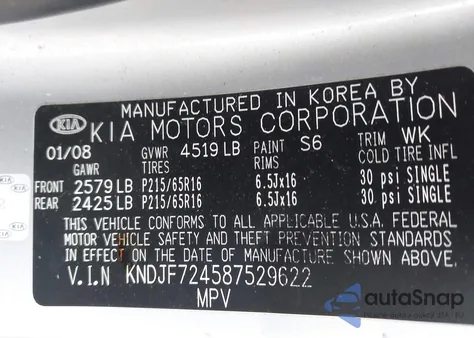 MANUFACTURED IN KOREA BY
KIA KIA MOTORS CORPORATION
01/08 GVWR 4519 LB PAINT S6 TRIM WK
GAWR TIRE RIMS COLD TIRE INFL
FRONT 2579 LB P215/65R16 6.5Jx16 30 psi SINGLE
REAR 2425 LB P215/65R16 6.5Jx16 30 psi SINGLE
THIS VEHICLE CONFORMS TO ALL APPLICABLE U.S.A. FEDERAL
MOTOR VEHICLE SAFETY AND THEFT PREVENTION STANDARDS
IN EFFECT ON THE DATE OF MANUFACTURE SHOWN ABOVE.
V.I.N KNDJF724587529622
MPV
autoSnap